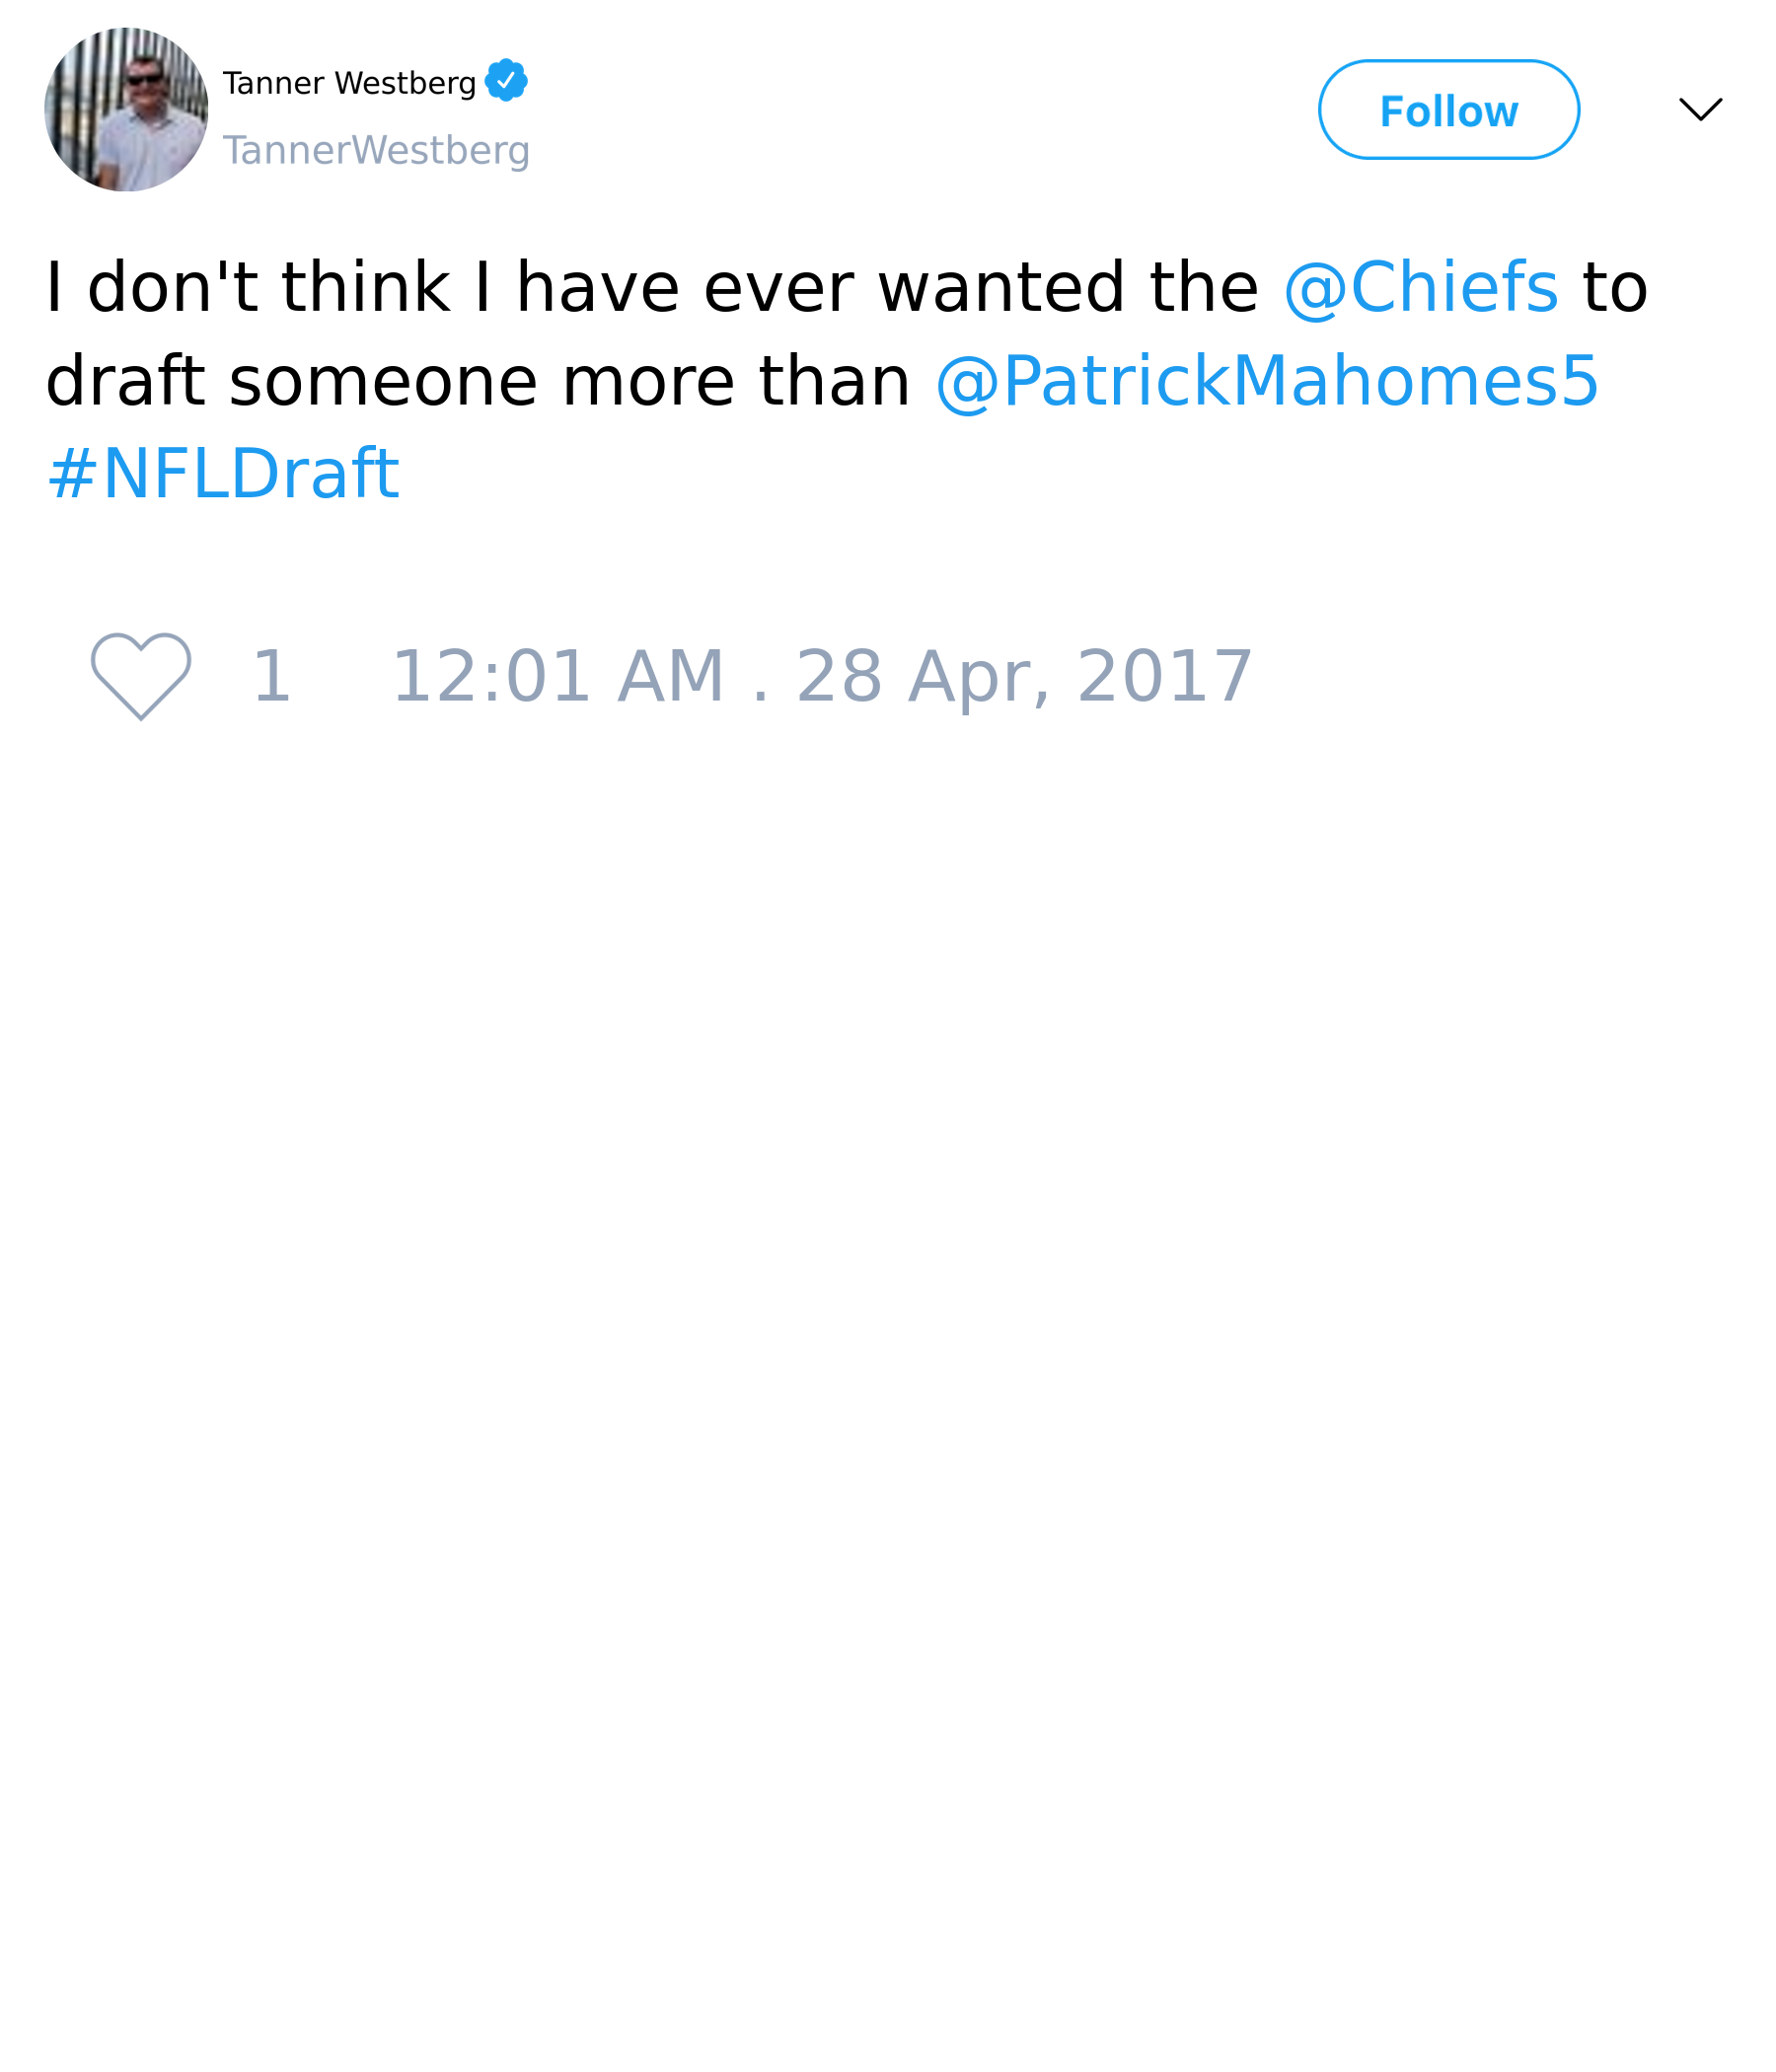 Tanner Westberg
TannerWestberg
Follow
I don't think I have ever wanted the @Chiefs to
draft someone more than @PatrickMahomes5
#NFLDraft
1 12:01 AM . 28 Apr, 2017